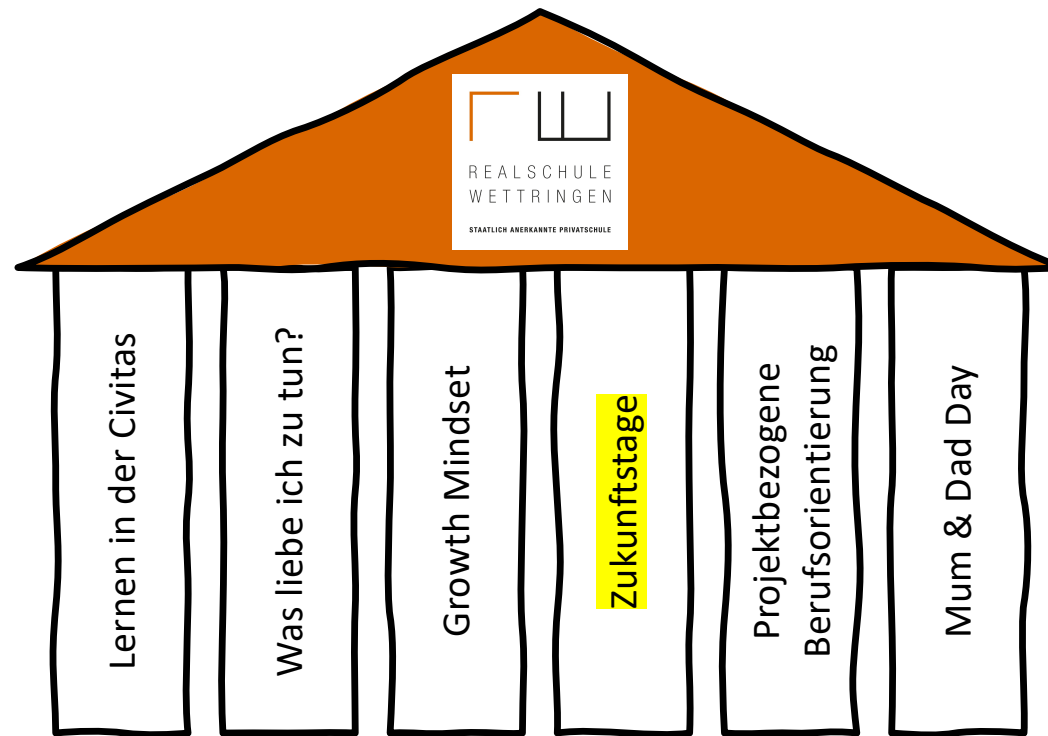 REALSCHULE
WETTRINGEN
STAATLICH ANERKANNTE PRIVATSCHULE
Lernen in der Civitas
Was liebe ich zu tun?
Growth Mindset
Zukunftstage
Projektbezogene
Berufsorientierung
Mum & Dad Day